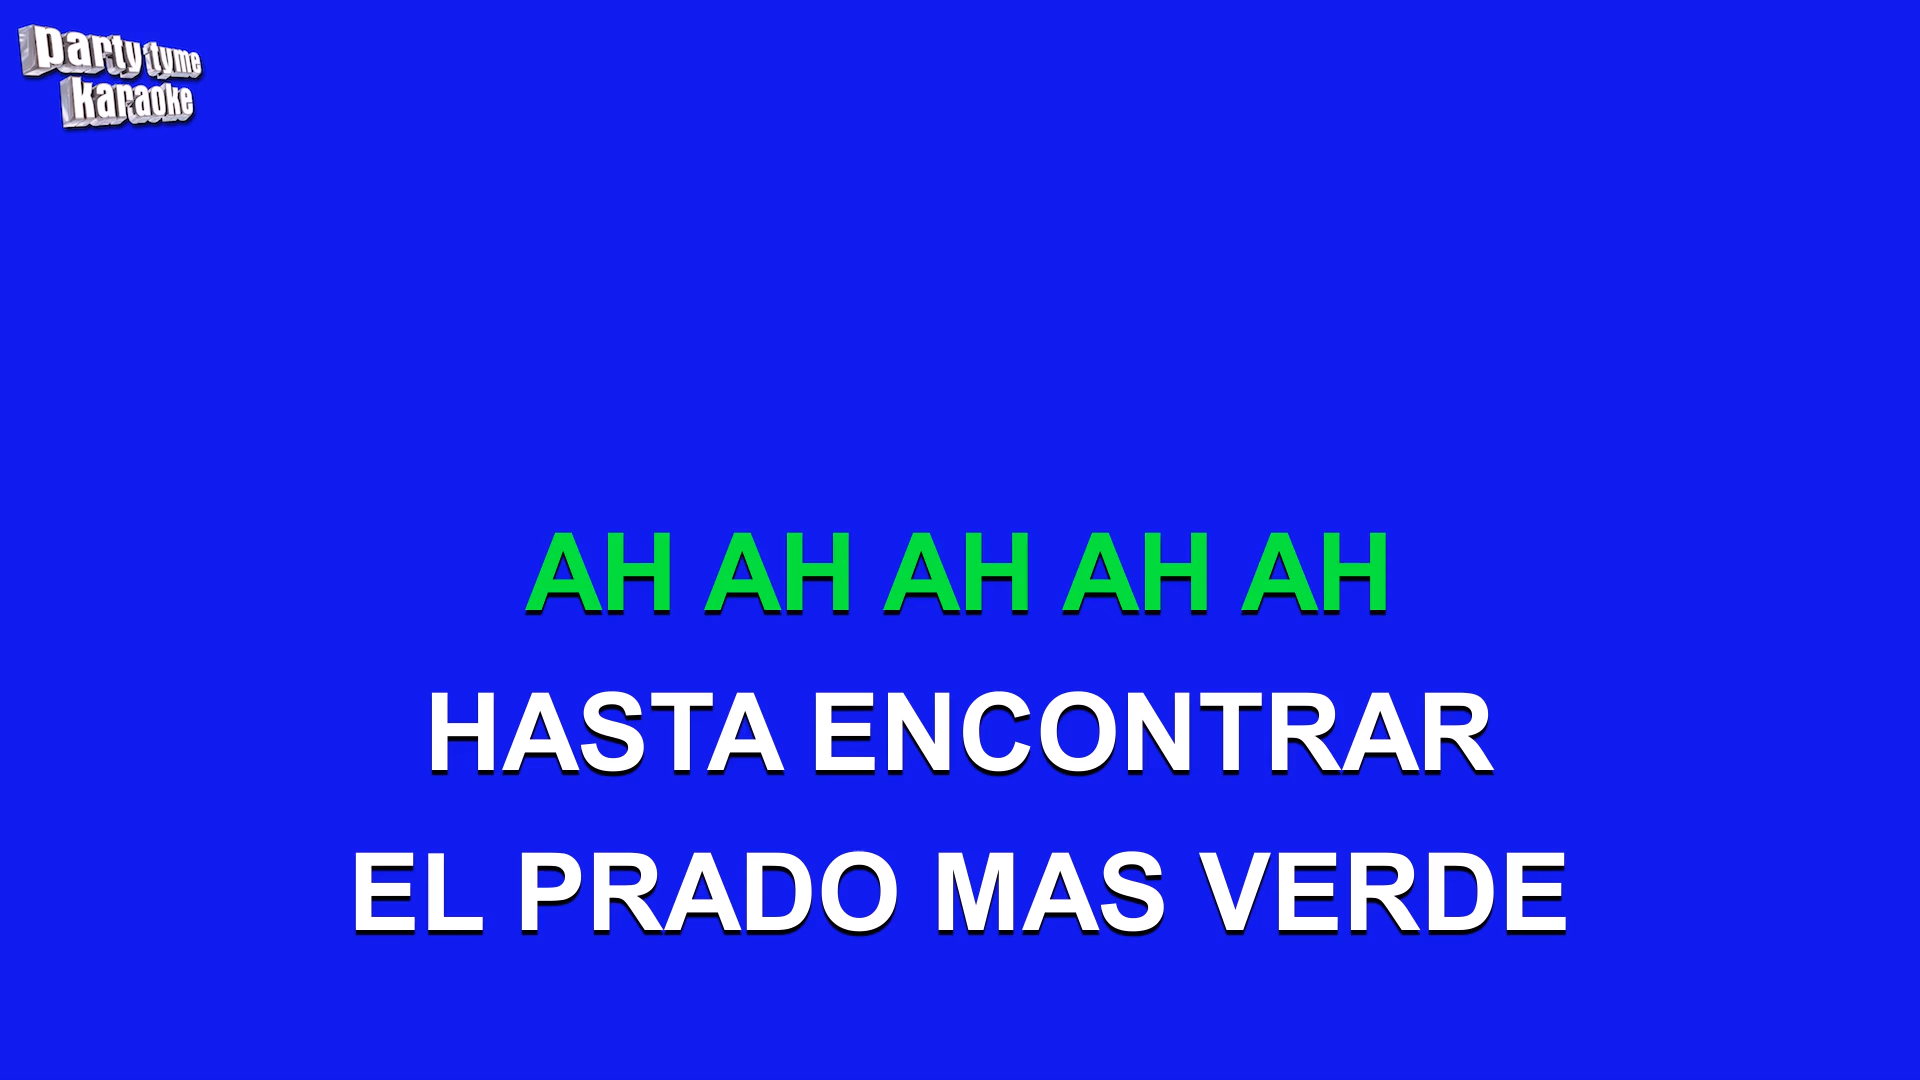 party tyme
karaoke
AH AH AH AH AH
HASTA ENCONTRAR
EL PRADO MAS VERDE